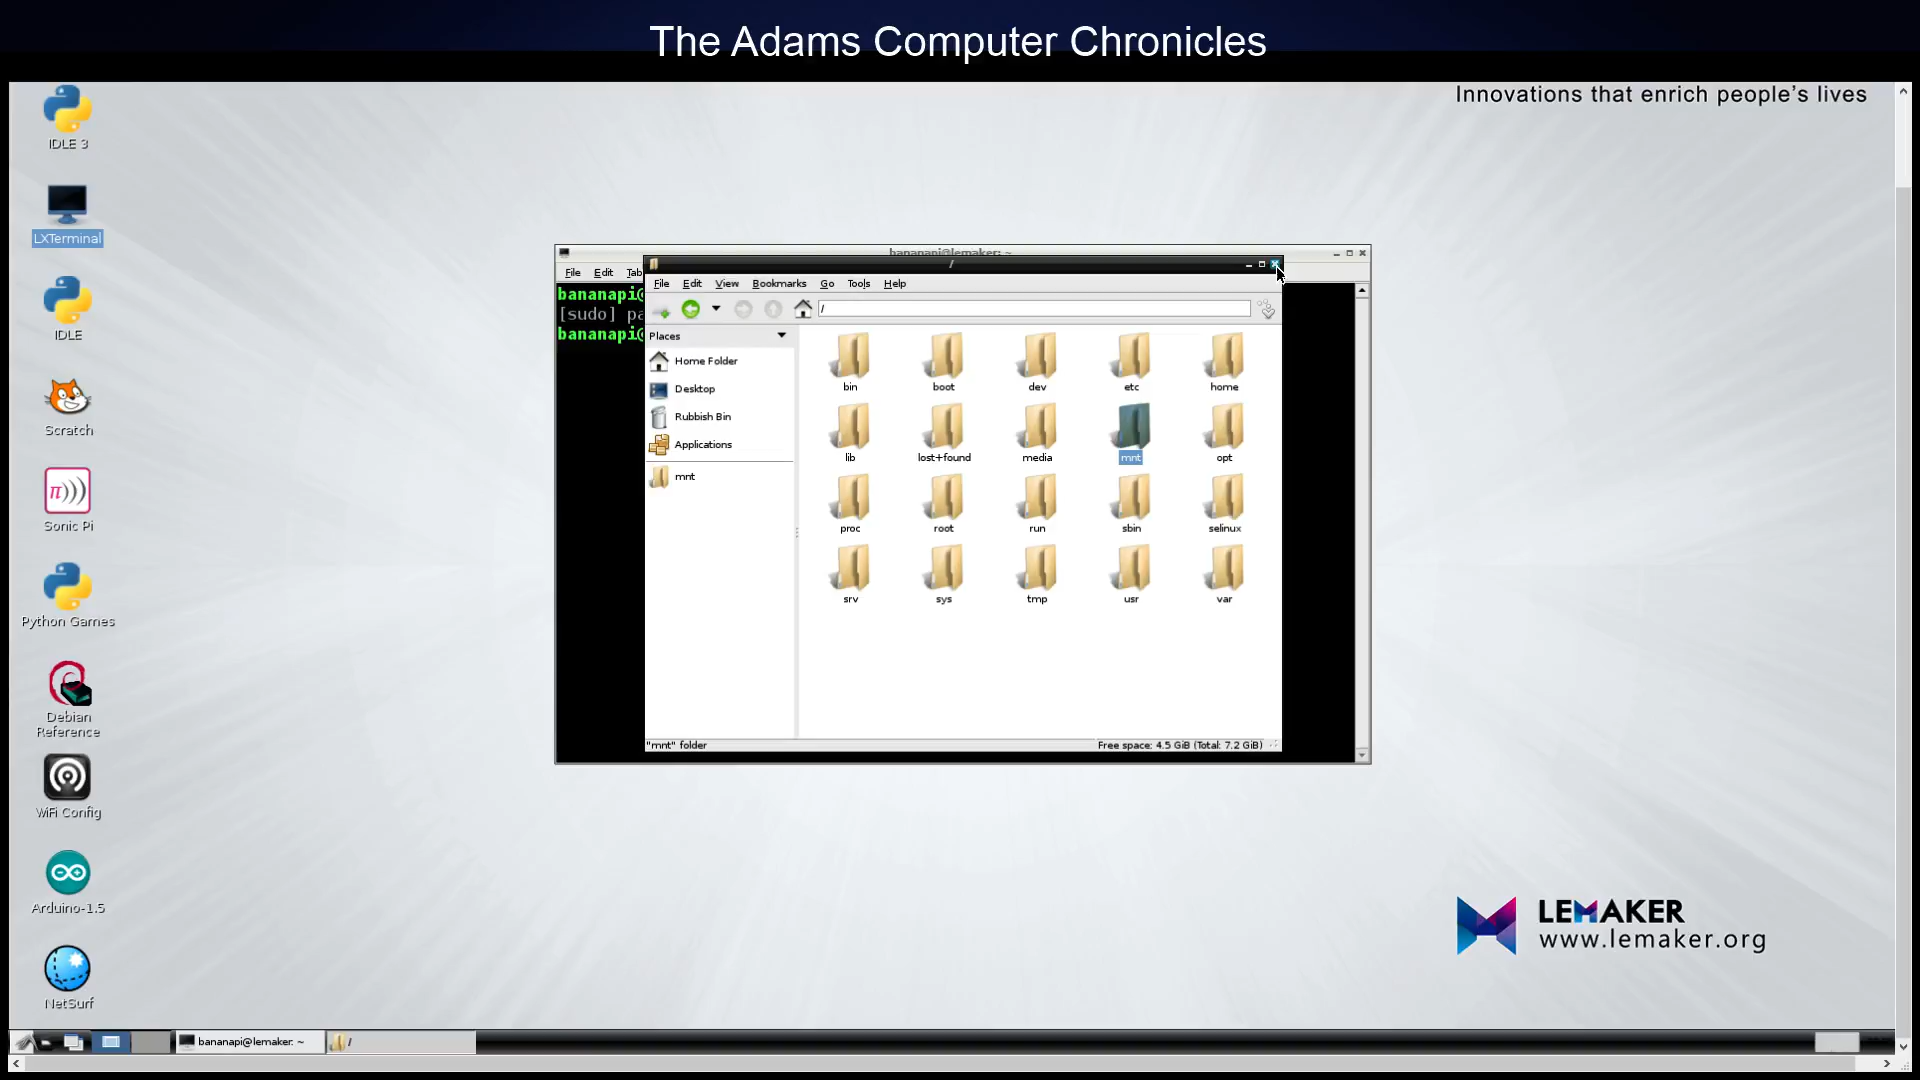 The Adams Computer Chronicles
Innovations that enrich people's lives
IDLE 3
LXTerminal
IDLE
Scratch
Sonic Pi
Python Games
Debian
Reference
WiFi Config
Arduino-1.5
NetSurf
bananapi@lemaker: ~
File Edit Tab
bananapi@
[sudo] pa
bananapi@
/
File Edit View Bookmarks Go Tools Help
/
Places
Home Folder
Desktop
Rubbish Bin
Applications
mnt
bin boot dev etc home
lib lost+found media mnt opt
proc root run sbin selinux
srv sys tmp usr var
"mnt" folder Free space: 4.5 GiB (Total: 7.2 GiB)
LEMAKER
www.lemaker.org
bananapi@lemaker: ~ /